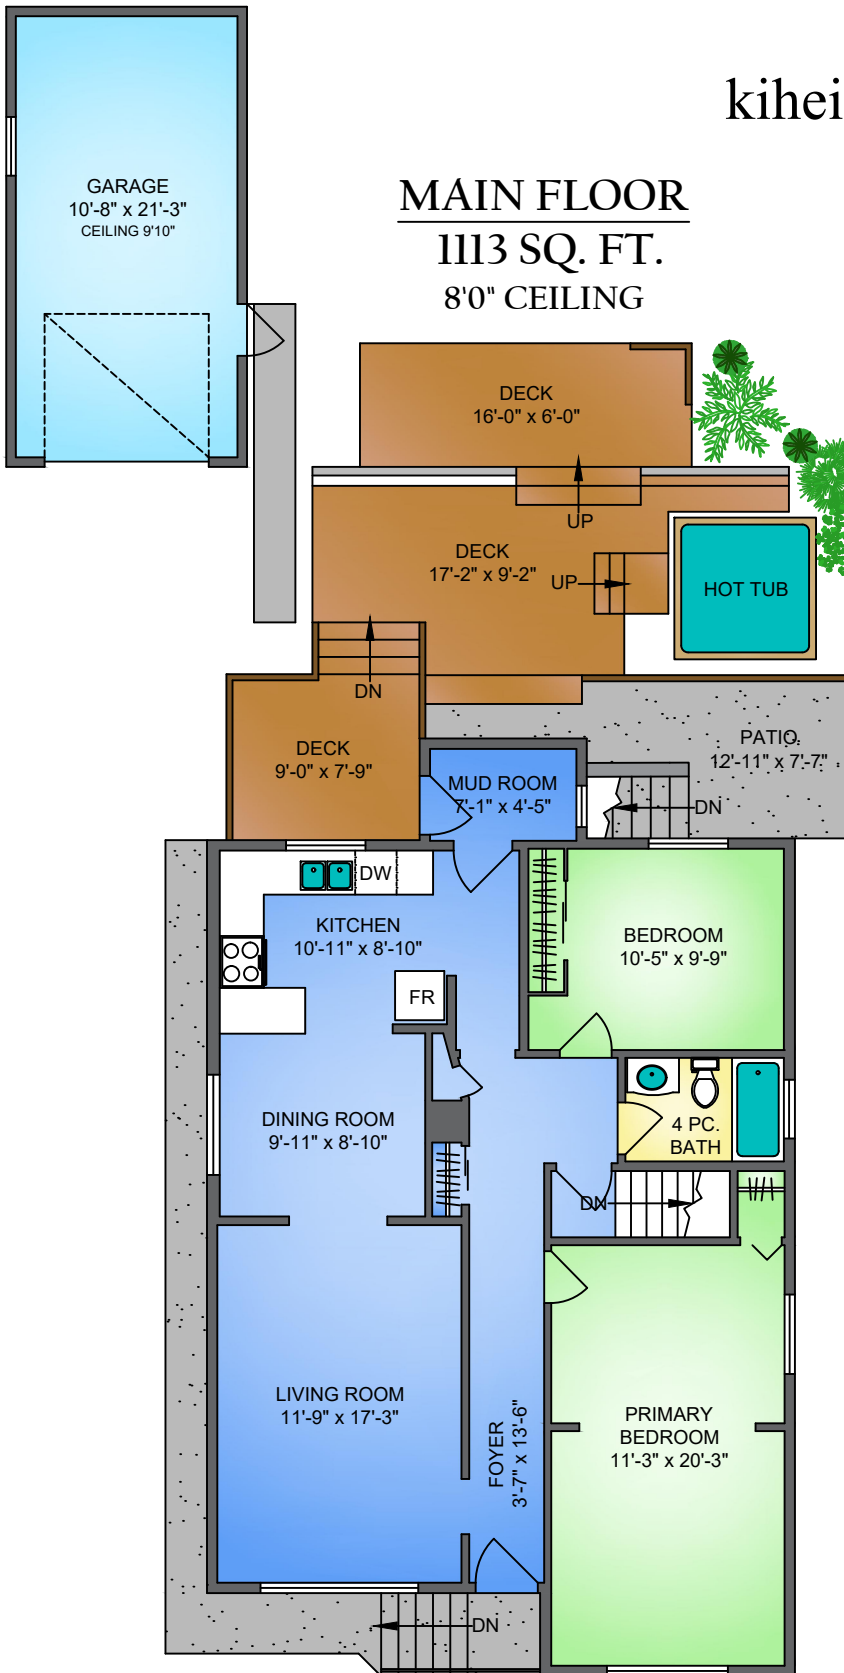 kihei
MAIN FLOOR
1113 SQ. FT.
8'0" CEILING
GARAGE
10'-8" x 21'-3"
CEILING 9'10"
DECK
16'-0" x 6'-0"
UP
DECK
17'-2" x 9'-2"
UP
HOT TUB
DN
DECK
9'-0" x 7'-9"
PATIO
12'-11" x 7'-7"
MUD ROOM
7'-1" x 4'-5"
DN
DW
KITCHEN
10'-11" x 8'-10"
BEDROOM
10'-5" x 9'-9"
FR
DINING ROOM
9'-11" x 8'-10"
4 PC.
BATH
DN
LIVING ROOM
11'-9" x 17'-3"
FOYER
3'-7" x 13'-6"
PRIMARY
BEDROOM
11'-3" x 20'-3"
DN